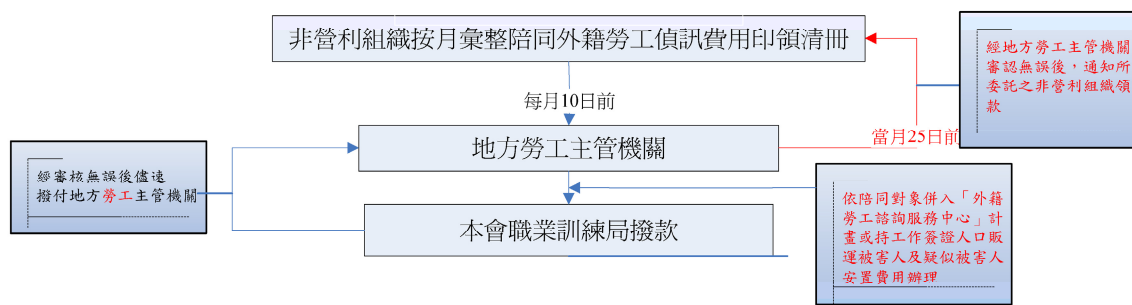 非營利組織按月彙整陪同外籍勞工偵訊費用印領清冊
經地方勞工主管機關
審認無誤後，通知所
委託之非營利組織領
款
每月10日前
地方勞工主管機關
當月25日前
經審核無誤後儘速
撥付地方勞工主管機關
依陪同對象併入「外籍
勞工諮詢服務中心」計
畫或持工作簽證人口販
運被害人及疑似被害人
安置費用辦理
本會職業訓練局撥款